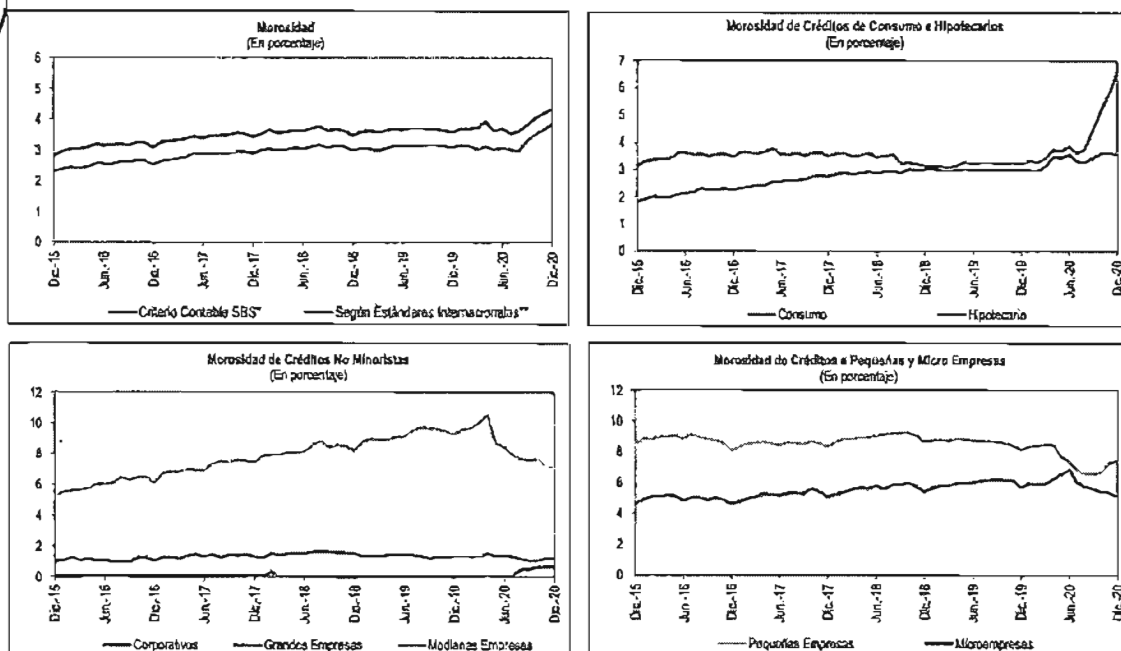 Morosidad
(En porcentaje)
6
5
4
3
2
1
0
Dic.-15
Jun.-16
Dic.-16
Jun.-17
Dic.-17
Jun.-18
Dic.-18
Jun.-19
Dic.-19
Jun.-20
Dic.-20
Criterio Contable SBS* Según Estándares Internacionales**
Morosidad de Créditos de Consumo e Hipotecarios
(En porcentaje)
7
6
5
4
3
2
1
0
Dic.-15
Jun.-16
Dic.-16
Jun.-17
Dic.-17
Jun.-18
Dic.-18
Jun.-19
Dic.-19
Jun.-20
Dic.-20
Consumo Hipotecario
Morosidad de Créditos No Minoristas
(En porcentaje)
12
10
8
6
4
2
0
Dic.-15
Jun.-16
Dic.-16
Jun.-17
Dic.-17
Jun.-18
Dic.-18
Jun.-19
Dic.-19
Jun.-20
Dic.-20
Corporativos Grandes Empresas Medianas Empresas
Morosidad de Créditos a Pequeñas y Micro Empresas
(En porcentaje)
12
10
8
6
4
2
0
Dic.-15
Jun.-16
Dic.-16
Jun.-17
Dic.-17
Jun.-18
Dic.-18
Jun.-19
Dic.-19
Jun.-20
Dic.-20
Pequeñas Empresas Microempresas